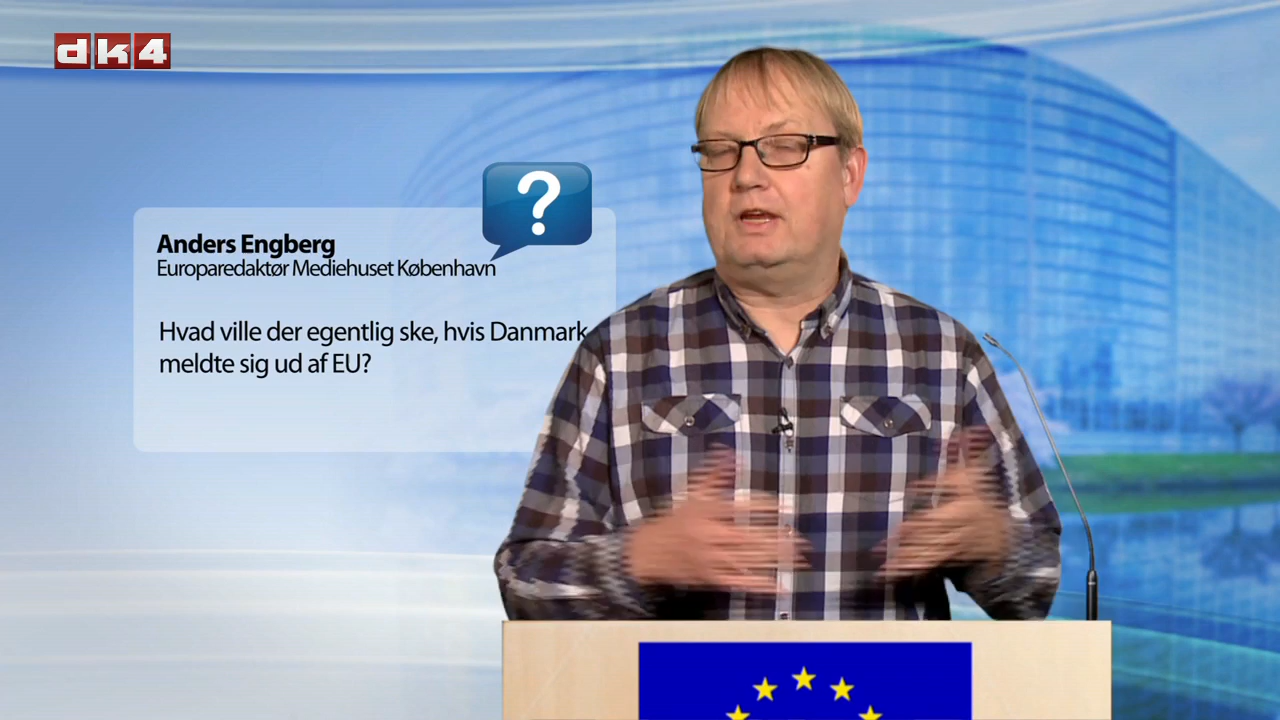 dk4
?
Anders Engberg
Europaredaktør Mediehuset København
Hvad ville der egentlig ske, hvis Danmark
meldte sig ud af EU?